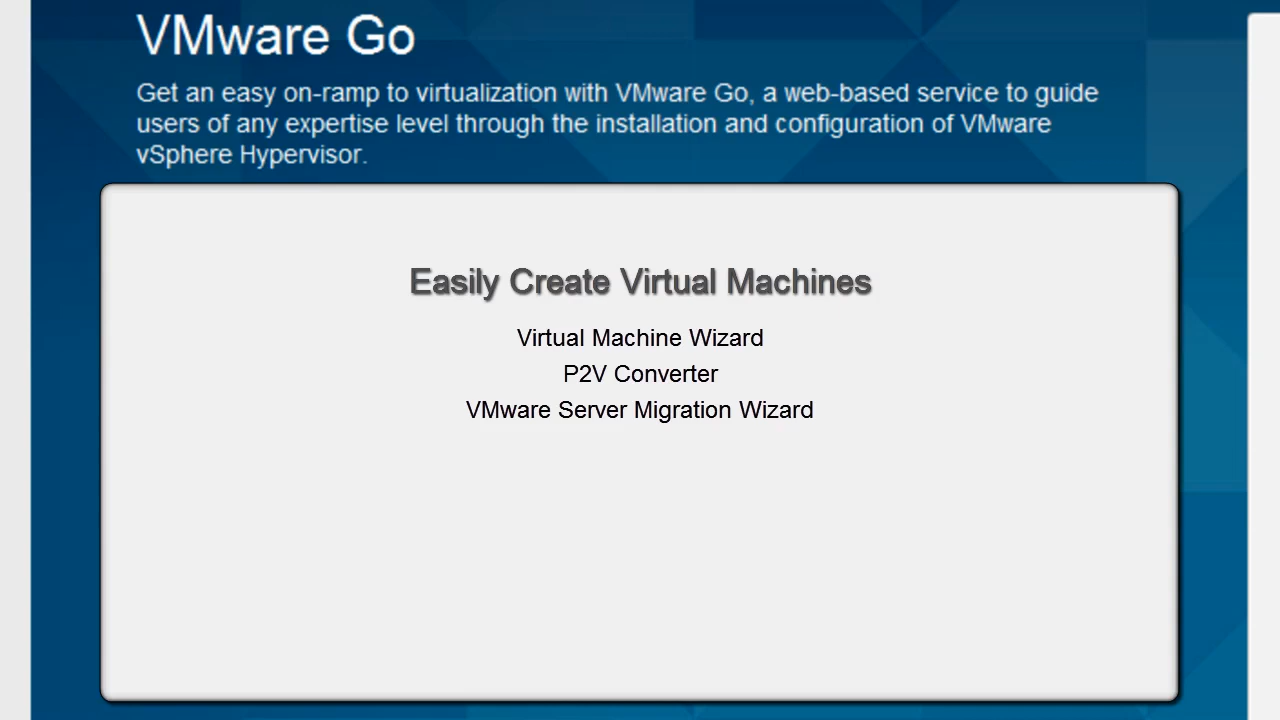 VMware Go
Get an easy on-ramp to virtualization with VMware Go, a web-based service to guide
users of any expertise level through the installation and configuration of VMware
vSphere Hypervisor.
Easily Create Virtual Machines
Virtual Machine Wizard
P2V Converter
VMware Server Migration Wizard